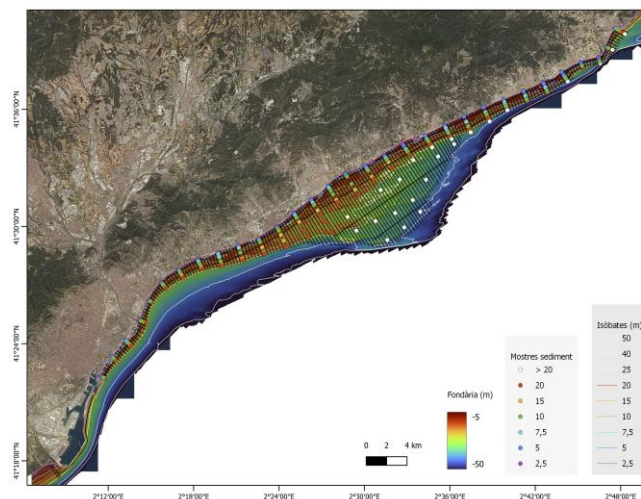 41°36'00"N
41°30'00"N
41°24'00"N
41°18'00"N
Fondària (m)
-5
-50
0 2 4 km
Mostres sediment
> 20
20
15
10
7,5
5
2,5
Isòbates (m)
50
40
25
20
15
10
7,5
5
2,5
2°12'00"E 2°18'00"E 2°24'00"E 2°30'00"E 2°36'00"E 2°42'00"E 2°48'00"E